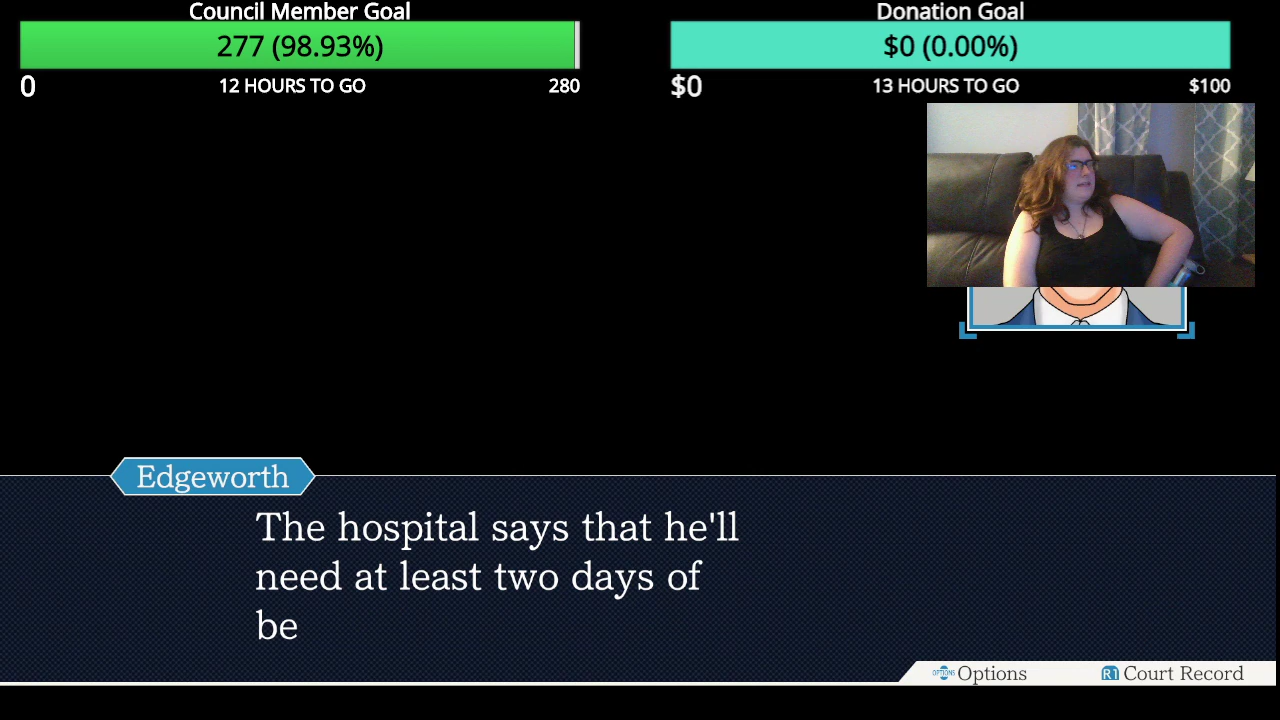 Council Member Goal
277 (98.93%)
0
12 HOURS TO GO
280
Donation Goal
$0 (0.00%)
$0
13 HOURS TO GO
$100
Edgeworth
The hospital says that he'll
need at least two days of
be
OPTIONS Options
R1 Court Record